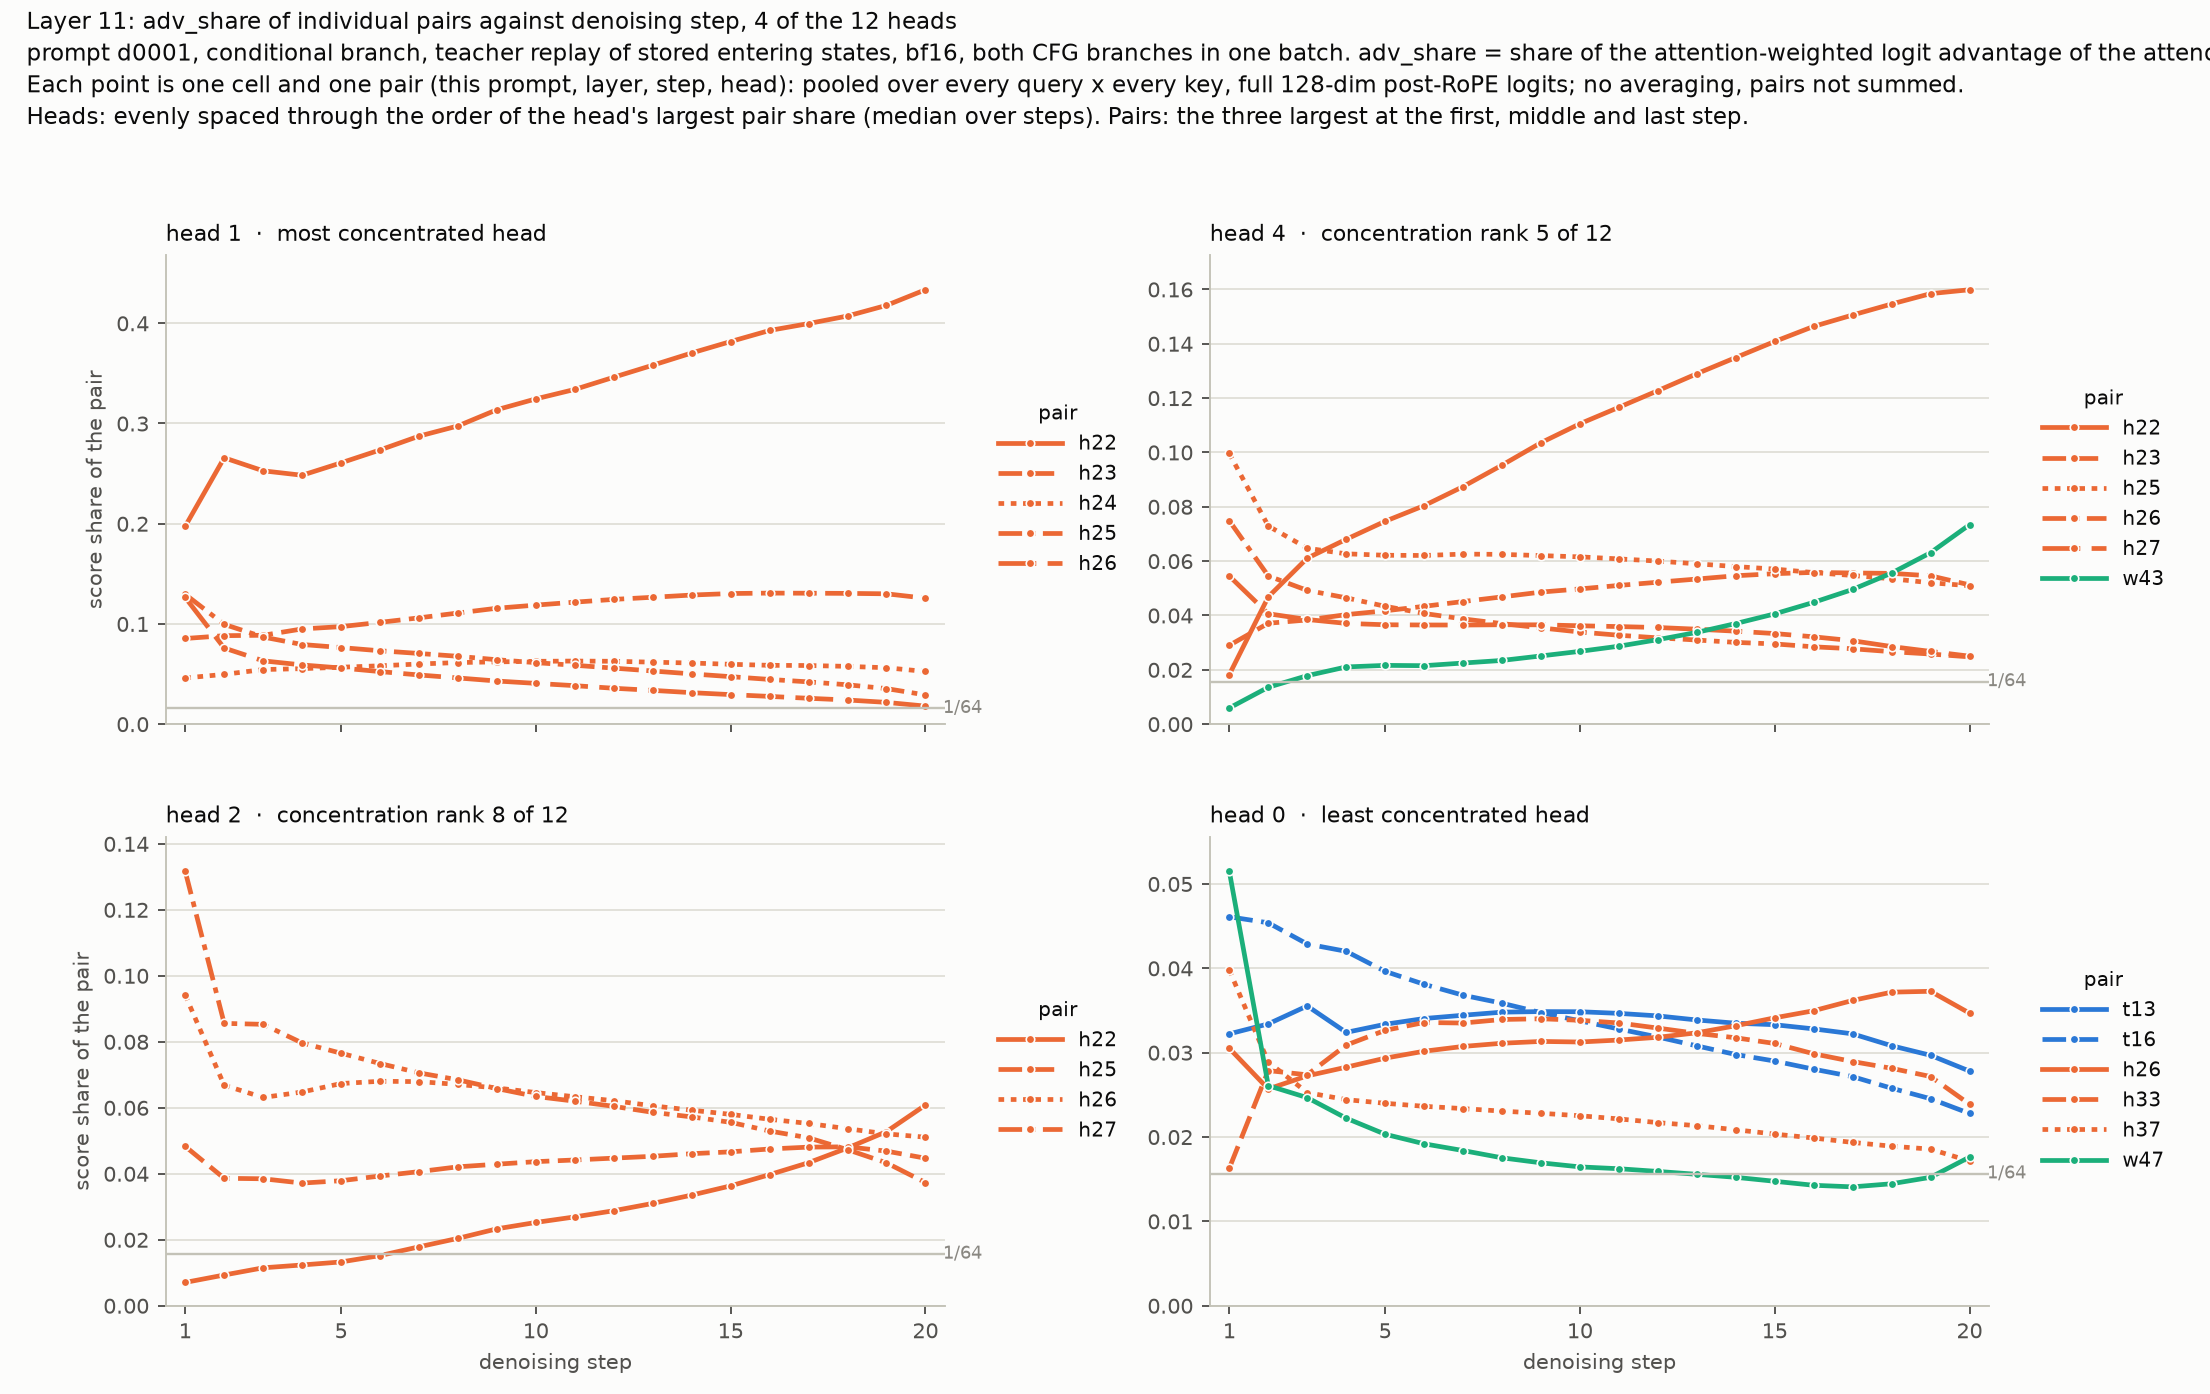 Layer 11: adv_share of individual pairs against denoising step, 4 of the 12 heads
prompt d0001, conditional branch, teacher replay of stored entering states, bf16, both CFG branches in one batch. adv_share = share of the attention-weighted logit advantage of the
Each point is one cell and one pair (this prompt, layer, step, head): pooled over every query x every key, full 128-dim post-RoPE logits; no averaging, pairs not summed.
Heads: evenly spaced through the order of the head's largest pair share (median over steps). Pairs: the three largest at the first, middle and last step.
head 1 · most concentrated head
score share of the pair
0.4
0.3
0.2
0.1
0.0
1/64
pair
h22
h23
h24
h25
h26
head 4 · concentration rank 5 of 12
0.16
0.14
0.12
0.10
0.08
0.06
0.04
0.02
0.00
1/64
pair
h22
h23
h25
h26
h27
w43
head 2 · concentration rank 8 of 12
score share of the pair
0.14
0.12
0.10
0.08
0.06
0.04
0.02
0.00
1/64
1 5 10 15 20
denoising step
pair
h22
h25
h26
h27
head 0 · least concentrated head
0.05
0.04
0.03
0.02
0.01
0.00
1/64
1 5 10 15 20
denoising step
pair
t13
t16
h26
h33
h37
w47